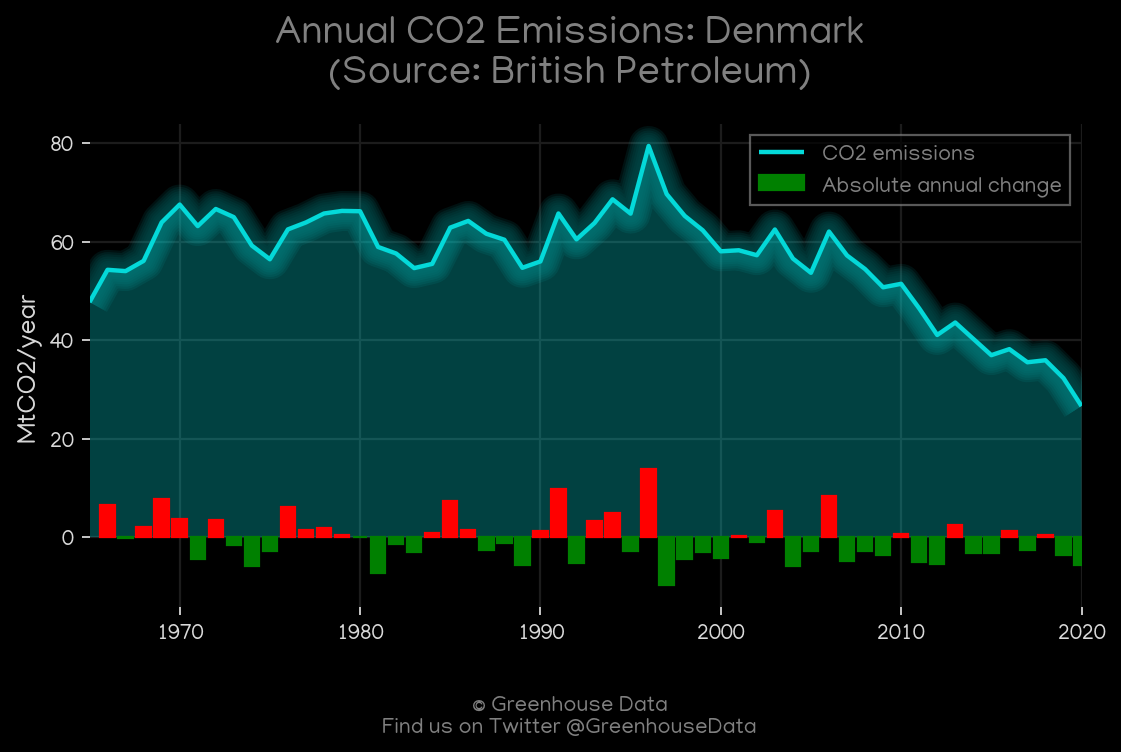 Annual CO2 Emissions: Denmark
(Source: British Petroleum)
80
60
40
20
0
MtCO2/year
CO2 emissions
Absolute annual change
1970 1980 1990 2000 2010 2020
© Greenhouse Data
Find us on Twitter @GreenhouseData